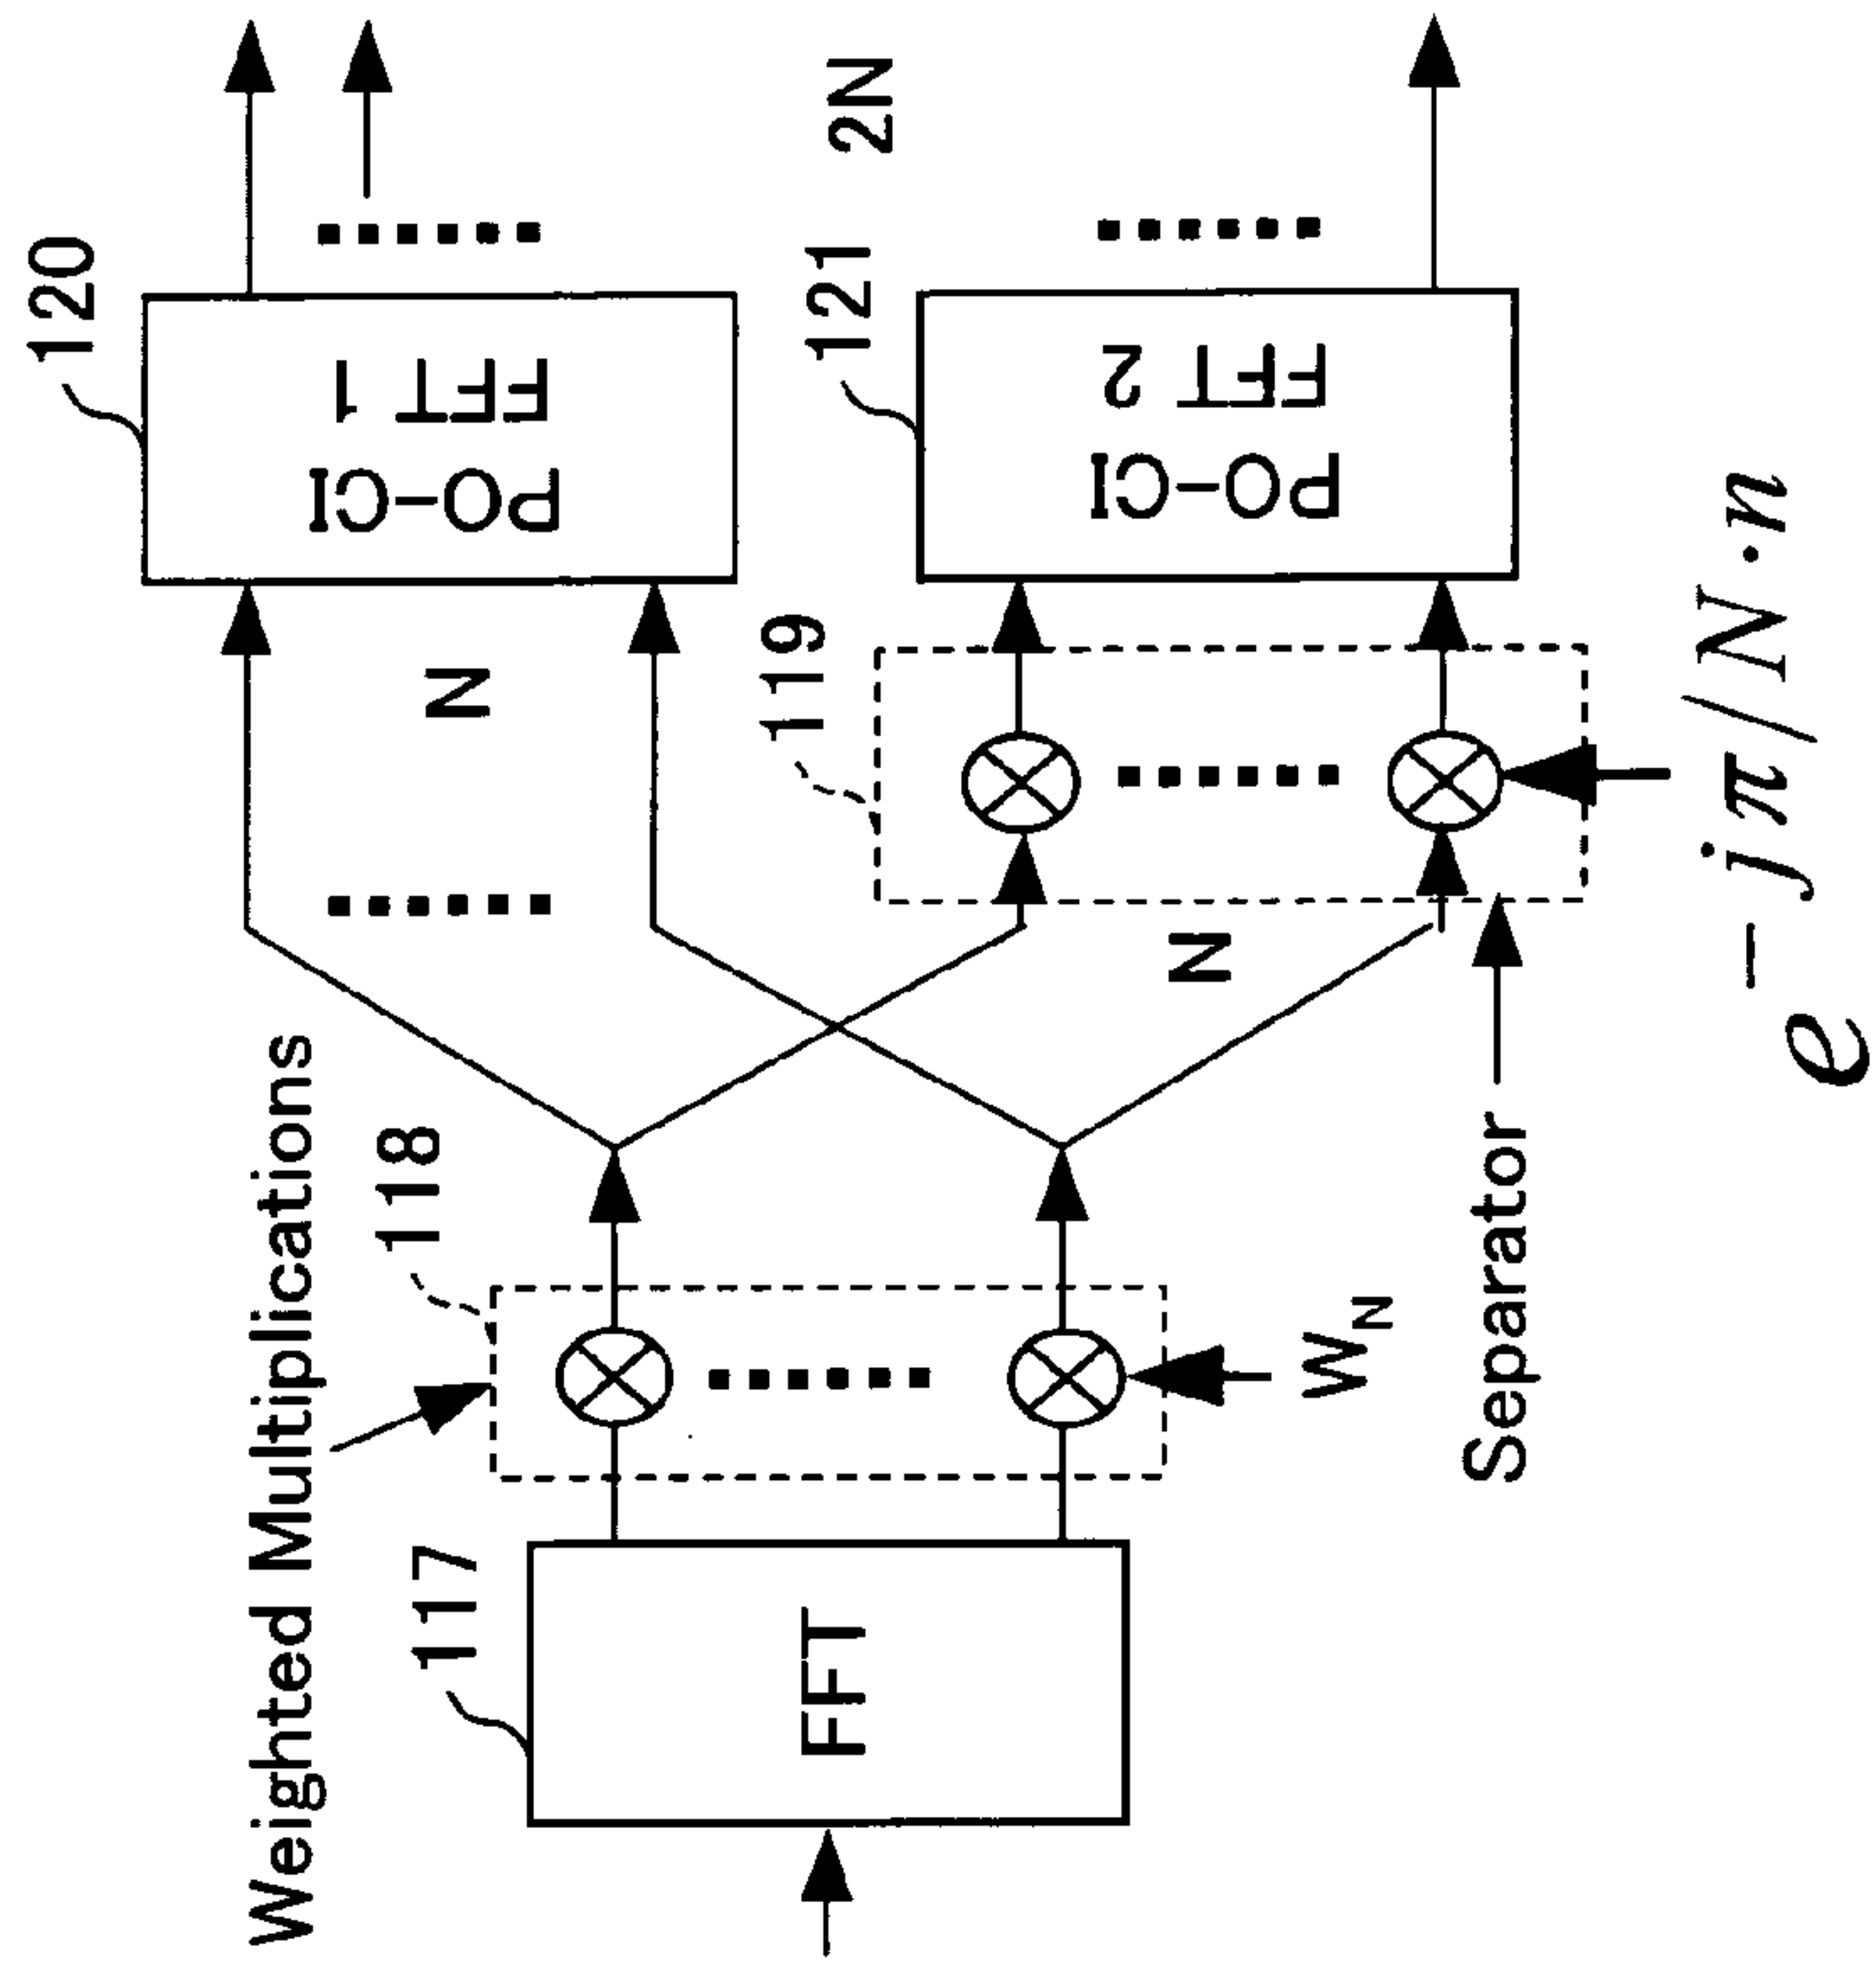 Weighted Multiplications
117
118
119
120
121
FFT
W_N
N
N
PO-CI
FFT 1
PO-CI
FFT 2
2N
Separator
e^{-jπ/N·n}